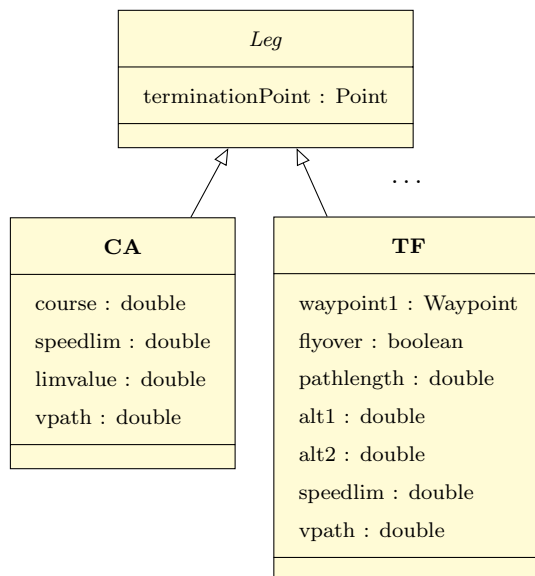 Leg
terminationPoint : Point
...
CA
course : double
speedlim : double
limvalue : double
vpath : double
TF
waypoint1 : Waypoint
flyover : boolean
pathlength : double
alt1 : double
alt2 : double
speedlim : double
vpath : double